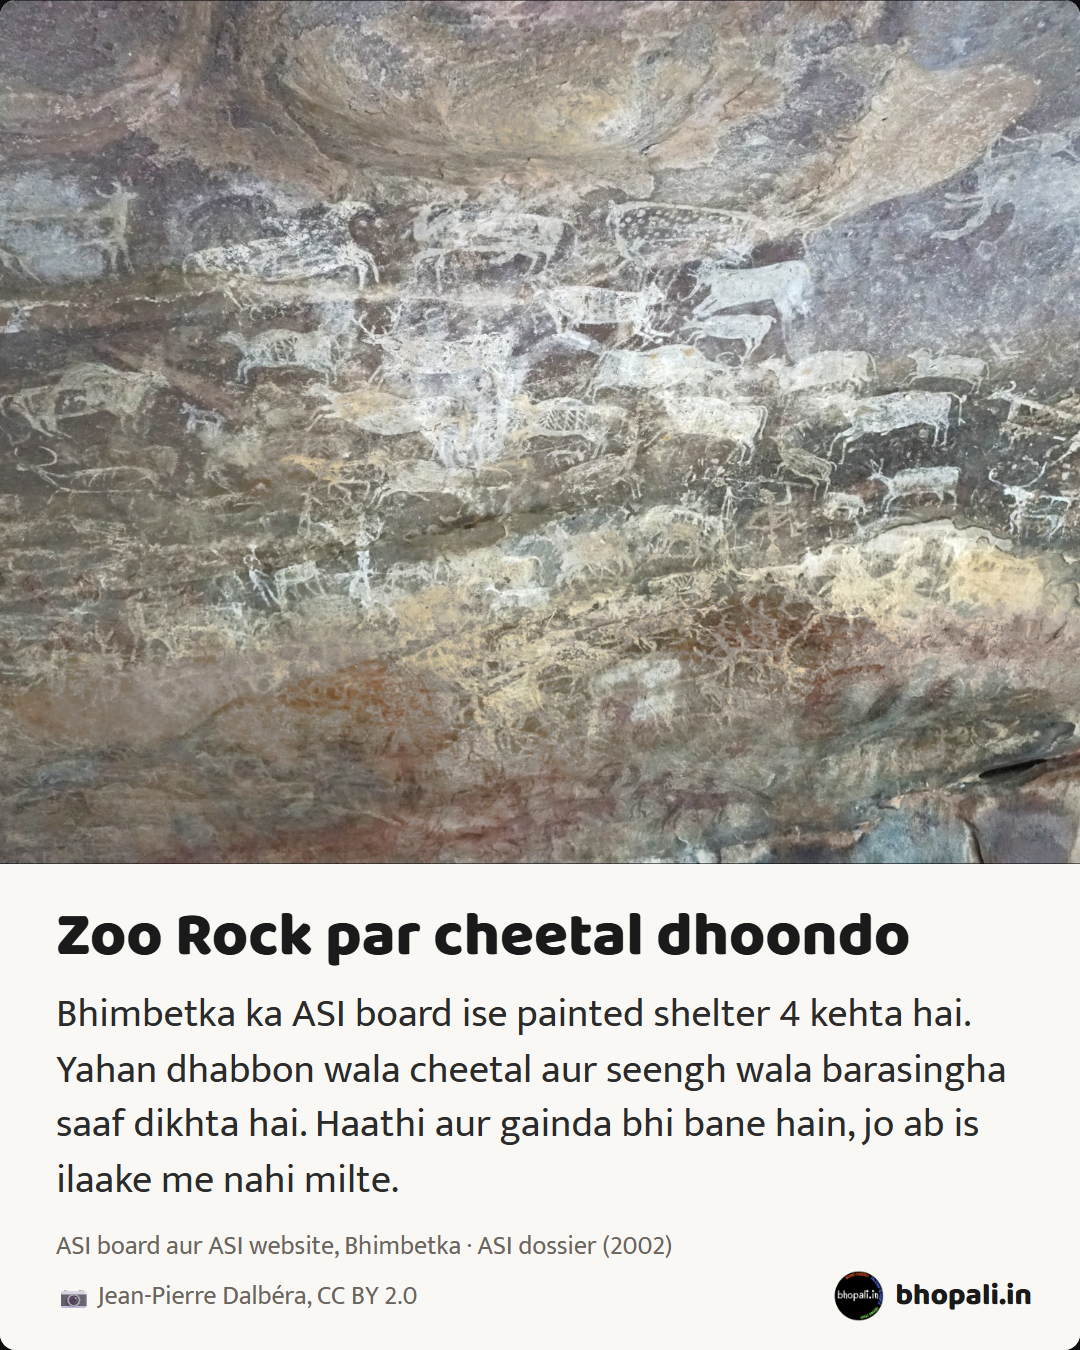 Zoo Rock par cheetal dhoondo
Bhimbetka ka ASI board ise painted shelter 4 kehta hai.
Yahan dhabbon wala cheetal aur seengh wala barasingha
saaf dikhta hai. Haathi aur gainda bhi bane hain, jo ab is
ilaake me nahi milte.
ASI board aur ASI website, Bhimbetka · ASI dossier (2002)
Jean-Pierre Dalbéra, CC BY 2.0
bhopali.in
bhopali.in